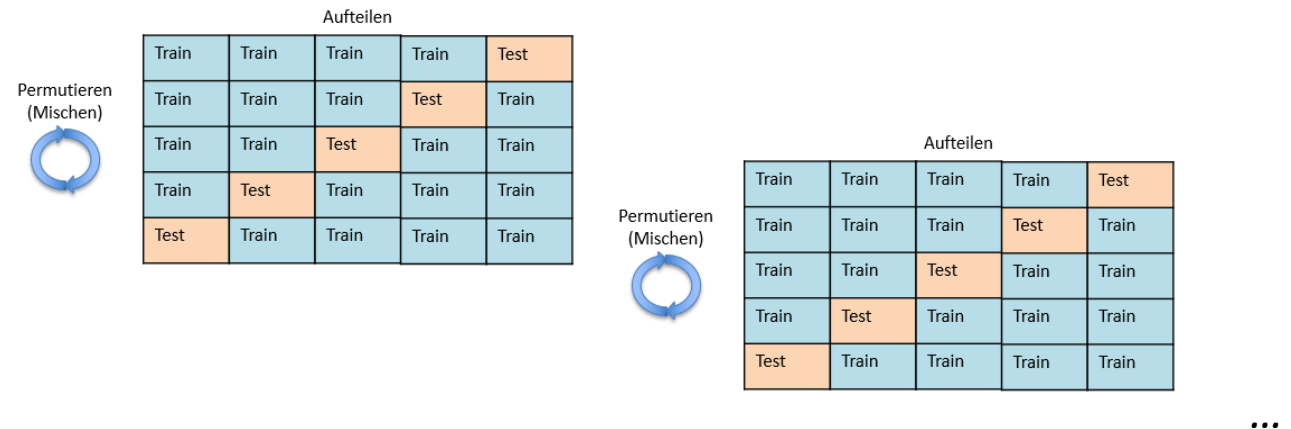 Aufteilen
Train Train Train Train Test
Permutieren
(Mischen)
Train Train Train Test Train
Train Train Test Train Train
Train Test Train Train Train
Test Train Train Train Train
Aufteilen
Train Train Train Train Test
Permutieren
(Mischen)
Train Train Train Test Train
Train Train Test Train Train
Train Test Train Train Train
Test Train Train Train Train
...